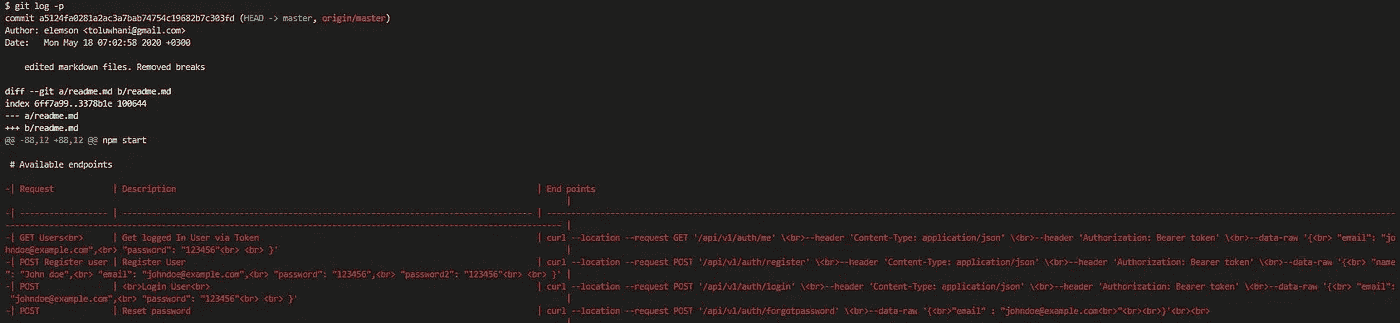 $ git log -p
commit a5124fa0281a2ac3a7bab74754c19682b7c303fd (HEAD -> master, origin/master)
Author: elemson <toluwhani@gmail.com>
Date:   Mon May 18 07:02:58 2020 +0300
edited markdown files. Removed breaks
diff --git a/readme.md b/readme.md
index 6ff7a99..3378b1e 100644
--- a/readme.md
+++ b/readme.md
@@ -88,12 +88,12 @@ npm start
# Available endpoints
-| Request | Description | End points
|
-| ------------------ | ------------------------------------------------------------------------------------ | ------------------------------------------------------------------
------------------------------------------------------------------ |
-| GET Users<br> | Get logged In User via Token | curl --location --request GET '/api/v1/auth/me' \<br>--header 'Content-Type: application/json' \<br>--header 'Authorization: Bearer token' \<br>--data-raw '{<br> "email": "jo
hndoe@example.com",<br> "password": "123456"<br> <br> }' |
-| POST Register user | Register User | curl --location --request POST '/api/v1/auth/register' \<br>--header 'Content-Type: application/json' \<br>--header 'Authorization: Bearer token' \<br>--data-raw '{<br> "name
": "John doe",<br> "email": "johndoe@example.com",<br> "password": "123456",<br> "password2": "123456"<br> <br> }' |
-| POST | <br>Login User<br> | curl --location --request POST '/api/v1/auth/login' \<br>--header 'Content-Type: application/json' \<br>--header 'Authorization: Bearer token' \<br>--data-raw '{<br> "email":
"johndoe@example.com",<br> "password": "123456"<br> <br> }' |
-| POST | Reset password | curl --location --request POST '/api/v1/auth/forgotpassword' \<br>--data-raw '{<br>"email" : "johndoe@example.com<br>"<br><br>}'<br><br>